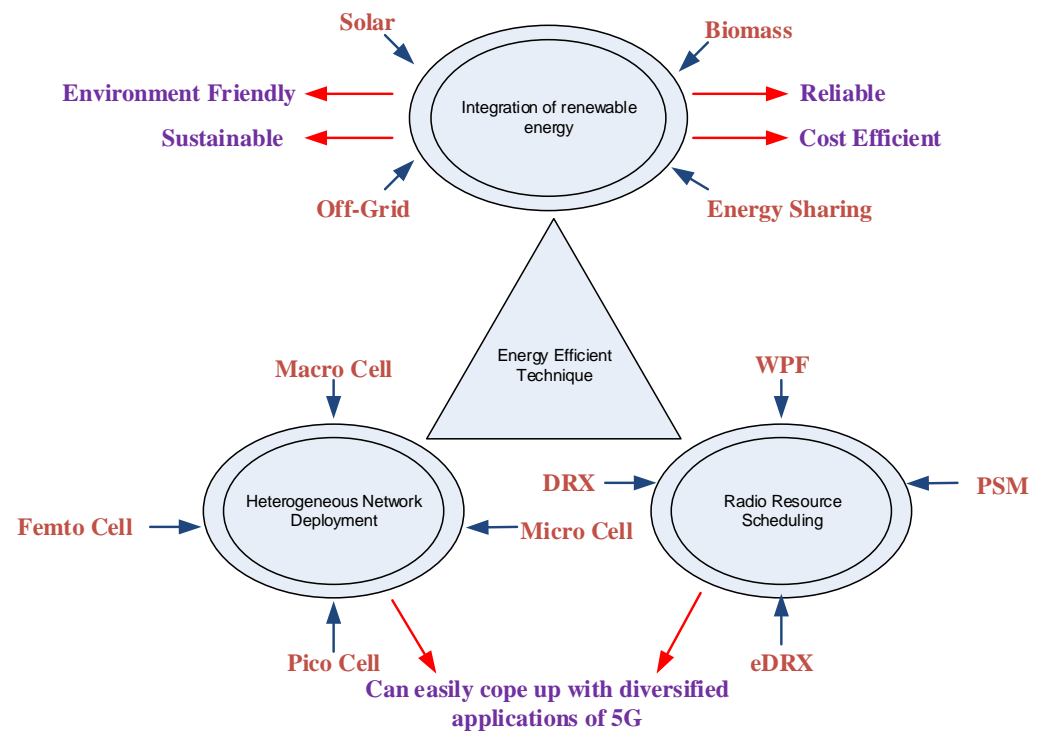 Solar
Biomass
Environment Friendly
Integration of renewable
energy
Reliable
Sustainable
Cost Efficient
Off-Grid
Energy Sharing
Energy Efficient
Technique
Macro Cell
WPF
DRX
PSM
Heterogeneous Network
Deployment
Radio Resource
Scheduling
Femto Cell
Micro Cell
Pico Cell
eDRX
Can easily cope up with diversified
applications of 5G